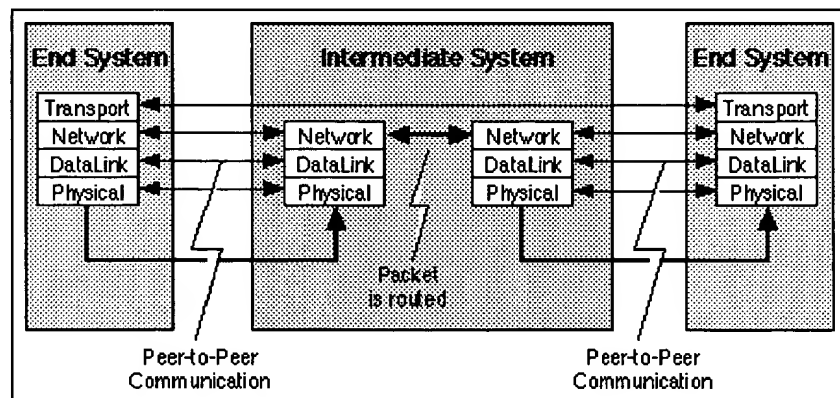 End System
Intermediate System
End System
Transport
Network
DataLink
Physical
Network
DataLink
Physical
Network
DataLink
Physical
Transport
Network
DataLink
Physical
Packet
is routed
Peer-to-Peer
Communication
Peer-to-Peer
Communication